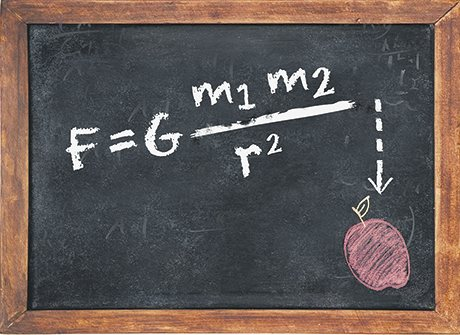 F = G m₁ m₂ / r²